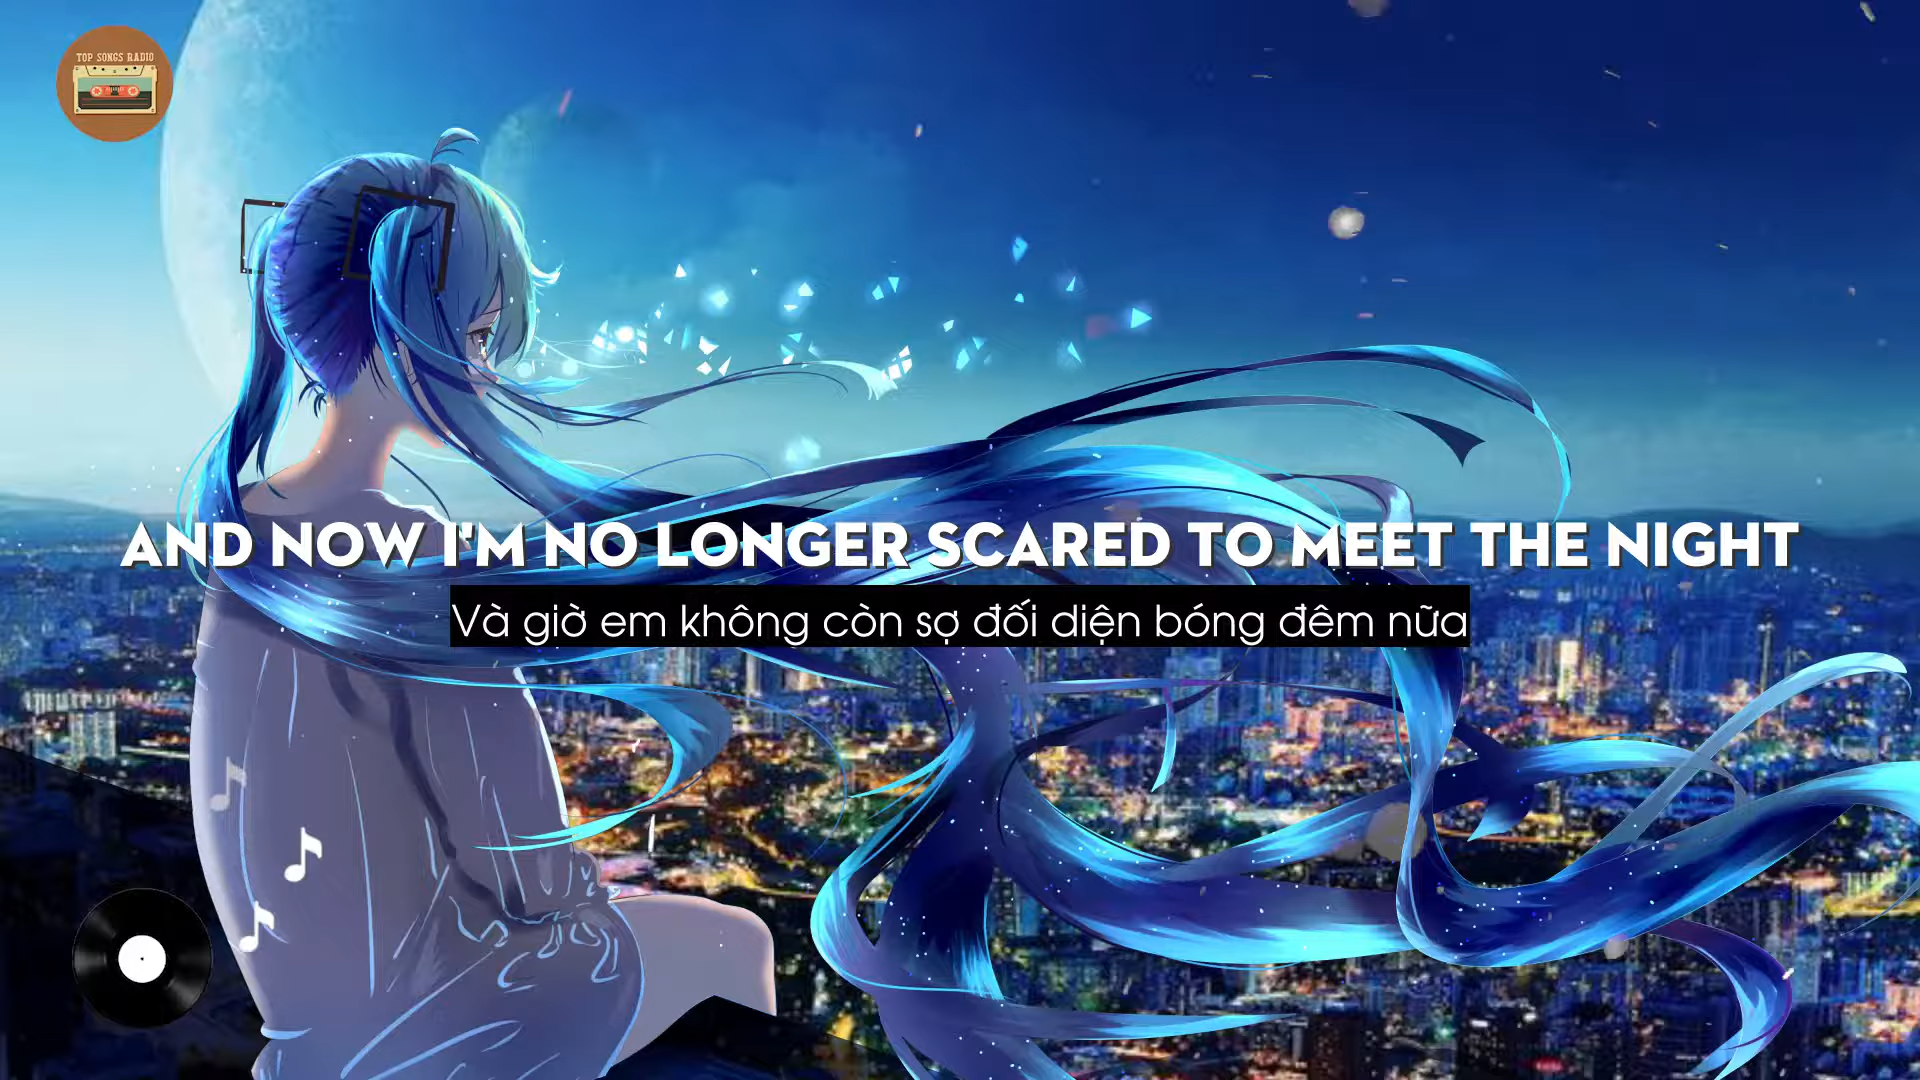 TOP SONGS RADIO
AND NOW I'M NO LONGER SCARED TO MEET THE NIGHT
Và giờ em không còn sợ đối diện bóng đêm nữa